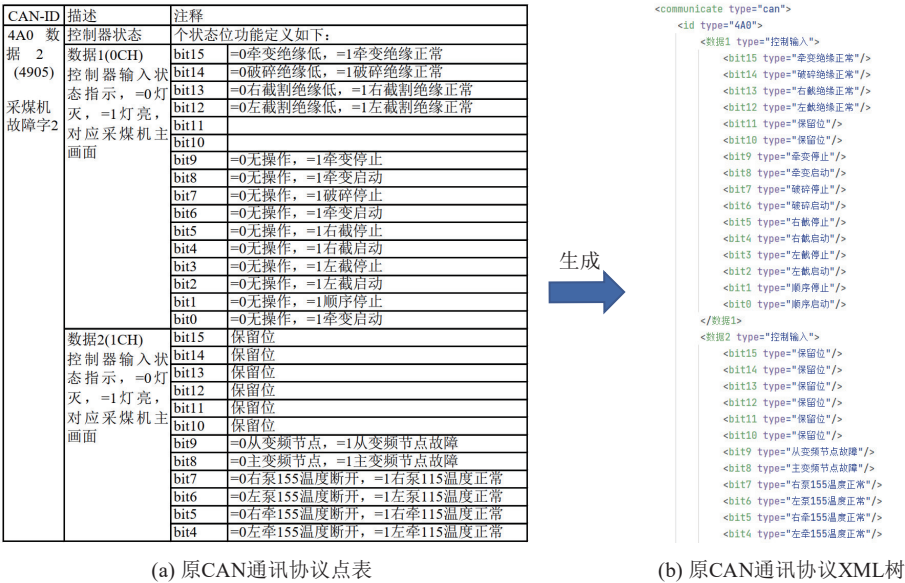 CAN-ID 描述 注释
4A0 数据 2 (4905) 采煤机故障字2
控制器状态 个状态位功能定义如下：
数据1(0CH)
控制器输入状
态指示，=0灯
灭，=1灯亮，
对应采煤机主
画面
bit15 =0牵变绝缘低，=1牵变绝缘正常
bit14 =0破碎绝缘低，=1破碎绝缘正常
bit13 =0右截割绝缘低，=1右截割绝缘正常
bit12 =0左截割绝缘低，=1左截割绝缘正常
bit11
bit10
bit9 =0无操作，=1牵变停止
bit8 =0无操作，=1牵变启动
bit7 =0无操作，=1破碎停止
bit6 =0无操作，=1牵变启动
bit5 =0无操作，=1右截停止
bit4 =0无操作，=1右截启动
bit3 =0无操作，=1左截停止
bit2 =0无操作，=1左截启动
bit1 =0无操作，=1顺序停止
bit0 =0无操作，=1牵变启动
数据2(1CH)
控制器输入状
态指示，=0灯
灭，=1灯亮，
对应采煤机主
画面
bit15 保留位
bit14 保留位
bit13 保留位
bit12 保留位
bit11 保留位
bit10 保留位
bit9 =0从变频节点，=1从变频节点故障
bit8 =0主变频节点，=1主变频节点故障
bit7 =0右泵155温度断开，=1右泵115温度正常
bit6 =0左泵155温度断开，=1左泵115温度正常
bit5 =0右牵155温度断开，=1右牵115温度正常
bit4 =0左牵155温度断开，=1左牵115温度正常
(a) 原CAN通讯协议点表
生成
<communicate type="can">
<id type="4A0">
<数据1 type="控制输入">
<bit15 type="牵变绝缘正常"/>
<bit14 type="破碎绝缘正常"/>
<bit13 type="右截绝缘正常"/>
<bit12 type="左截绝缘正常"/>
<bit11 type="保留位"/>
<bit10 type="保留位"/>
<bit9 type="牵变停止"/>
<bit8 type="牵变启动"/>
<bit7 type="破碎停止"/>
<bit6 type="破碎启动"/>
<bit5 type="右截停止"/>
<bit4 type="右截启动"/>
<bit3 type="左截停止"/>
<bit2 type="左截启动"/>
<bit1 type="顺序停止"/>
<bit0 type="顺序启动"/>
</数据1>
<数据2 type="控制输入">
<bit15 type="保留位"/>
<bit14 type="保留位"/>
<bit13 type="保留位"/>
<bit12 type="保留位"/>
<bit11 type="保留位"/>
<bit10 type="保留位"/>
<bit9 type="从变频节点故障"/>
<bit8 type="主变频节点故障"/>
<bit7 type="右泵155温度正常"/>
<bit6 type="左泵155温度正常"/>
<bit5 type="右牵155温度正常"/>
<bit4 type="左牵155温度正常"/>
(b) 原CAN通讯协议XML树